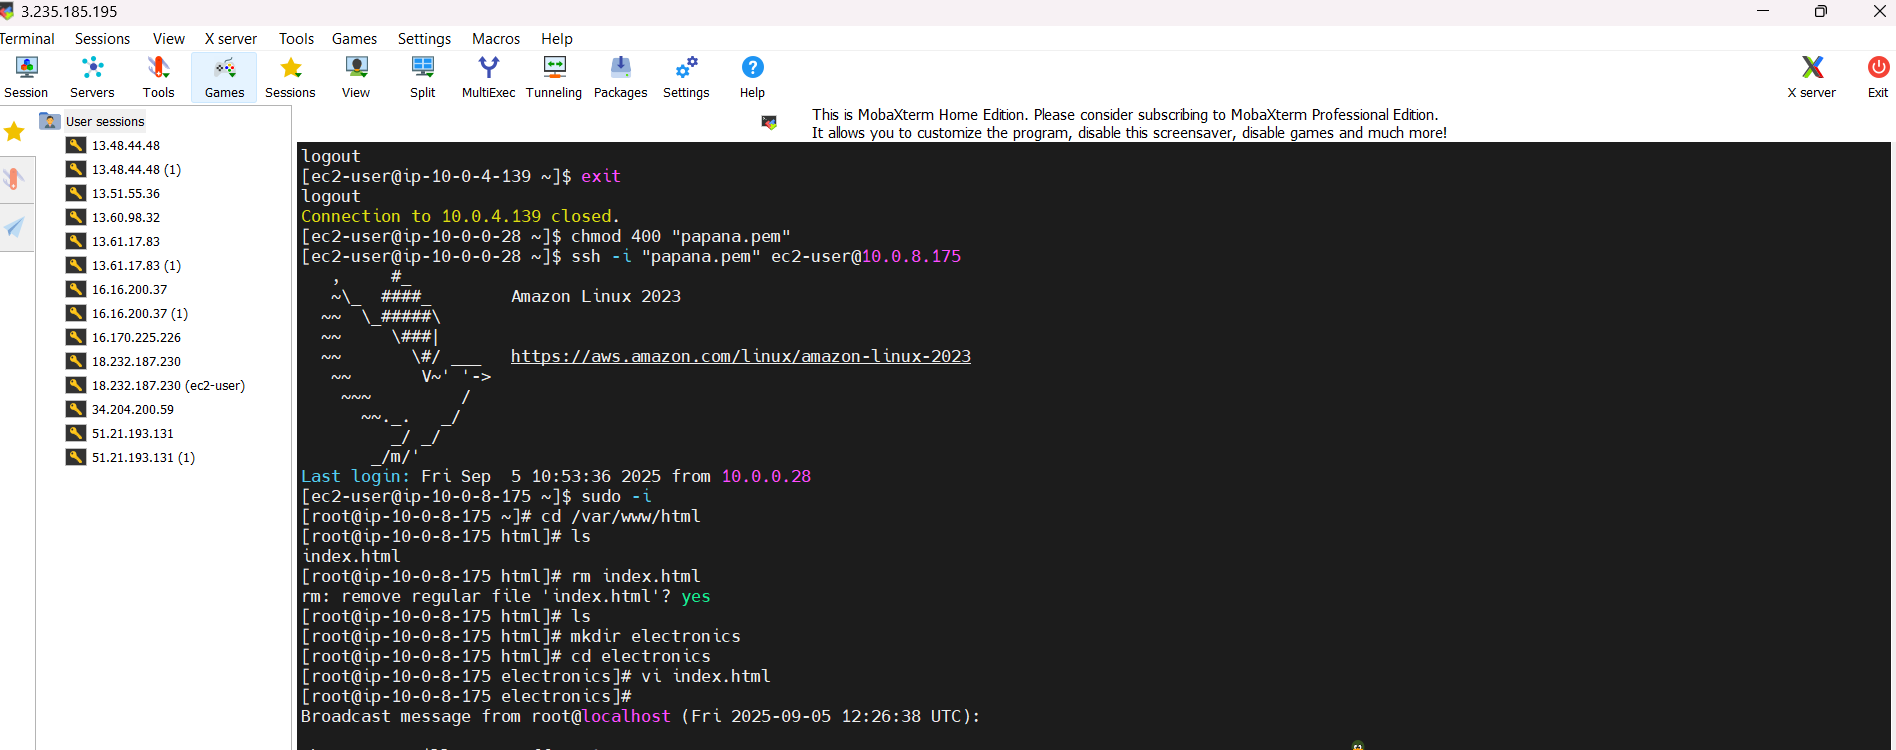 3.235.185.195
Terminal Sessions View X server Tools Games Settings Macros Help
Session Servers Tools Games Sessions View Split MultiExec Tunneling Packages Settings Help X server Exit
User sessions
13.48.44.48
13.48.44.48 (1)
13.51.55.36
13.60.98.32
13.61.17.83
13.61.17.83 (1)
16.16.200.37
16.16.200.37 (1)
16.170.225.226
18.232.187.230
18.232.187.230 (ec2-user)
34.204.200.59
51.21.193.131
51.21.193.131 (1)
This is MobaXterm Home Edition. Please consider subscribing to MobaXterm Professional Edition.
It allows you to customize the program, disable this screensaver, disable games and much more!
logout
[ec2-user@ip-10-0-4-139 ~]$ exit
logout
Connection to 10.0.4.139 closed.
[ec2-user@ip-10-0-0-28 ~]$ chmod 400 "papana.pem"
[ec2-user@ip-10-0-0-28 ~]$ ssh -i "papana.pem" ec2-user@10.0.8.175
   ,     #_
   ~\_  ####_        Amazon Linux 2023
  ~~  \_#####\
  ~~     \###|
  ~~       \#/ ___   https://aws.amazon.com/linux/amazon-linux-2023
   ~~       V~' '->
    ~~~         /
      ~~._.   _/
         _/ _/
       _/m/'
Last login: Fri Sep  5 10:53:36 2025 from 10.0.0.28
[ec2-user@ip-10-0-8-175 ~]$ sudo -i
[root@ip-10-0-8-175 ~]# cd /var/www/html
[root@ip-10-0-8-175 html]# ls
index.html
[root@ip-10-0-8-175 html]# rm index.html
rm: remove regular file 'index.html'? yes
[root@ip-10-0-8-175 html]# ls
[root@ip-10-0-8-175 html]# mkdir electronics
[root@ip-10-0-8-175 html]# cd electronics
[root@ip-10-0-8-175 electronics]# vi index.html
[root@ip-10-0-8-175 electronics]#
Broadcast message from root@localhost (Fri 2025-09-05 12:26:38 UTC):